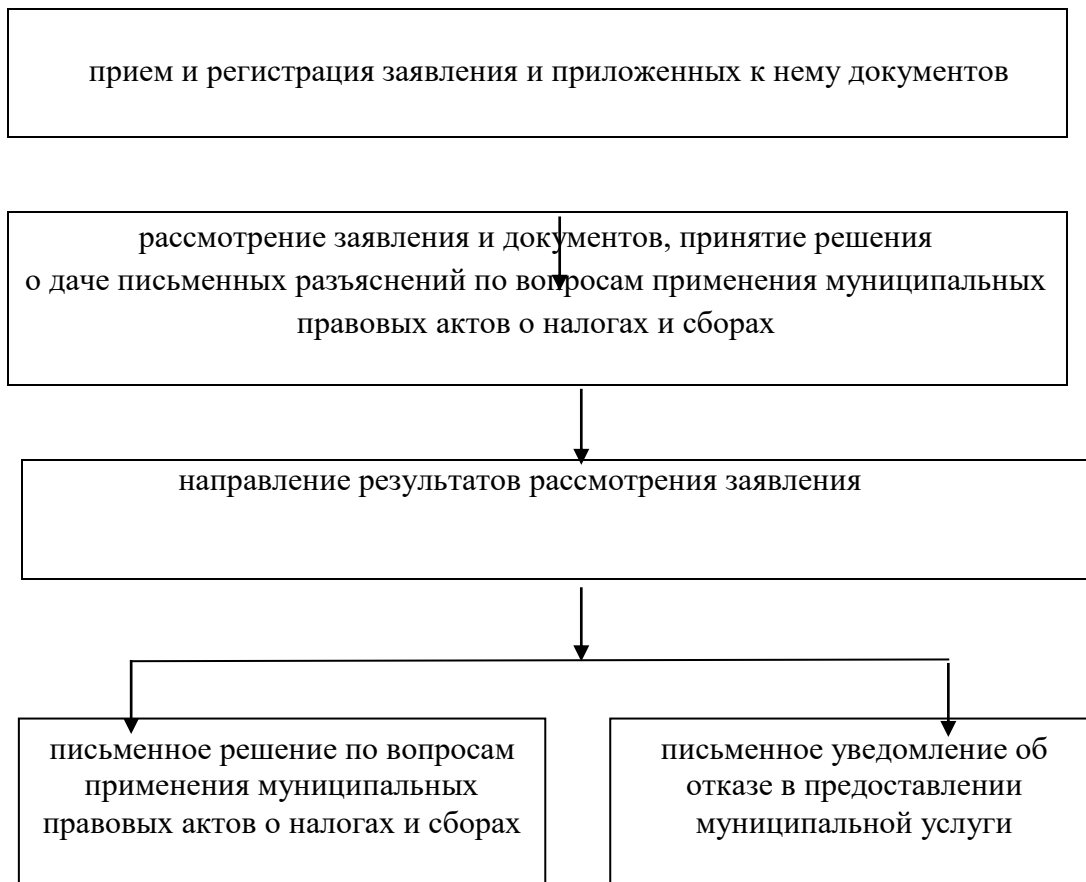 прием и регистрация заявления и приложенных к нему документов
рассмотрение заявления и документов, принятие решения
о даче письменных разъяснений по вопросам применения муниципальных
правовых актов о налогах и сборах
направление результатов рассмотрения заявления
письменное решение по вопросам
применения муниципальных
правовых актов о налогах и сборах
письменное уведомление об
отказе в предоставлении
муниципальной услуги